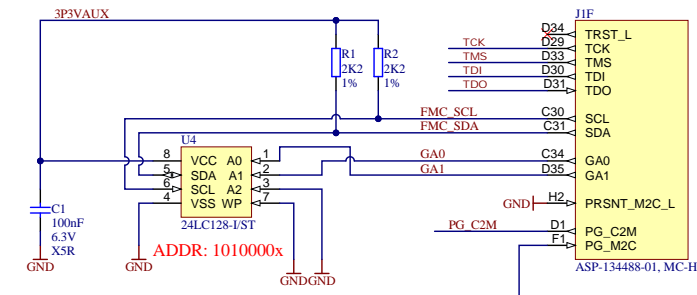 3P3VAUX
J1F
R1
2K2
1%
R2
2K2
1%
D34 TRST_L
TCK D29 TCK
TMS D33 TMS
TDI D30 TDI
TDO D31 TDO
FMC_SCL C30 SCL
FMC_SDA C31 SDA
U4
8 VCC A0 1
5 SDA A1 2
6 SCL A2 3
4 VSS WP 7
24LC128-I/ST
GA0 C34 GA0
GA1 D35 GA1
GND H2 PRSNT_M2C_L
PG_C2M D1 PG_C2M
F1 PG_M2C
ASP-134488-01, MC-H
C1
100nF
6.3V
X5R
GND
GND
ADDR: 1010000x
GND
GND